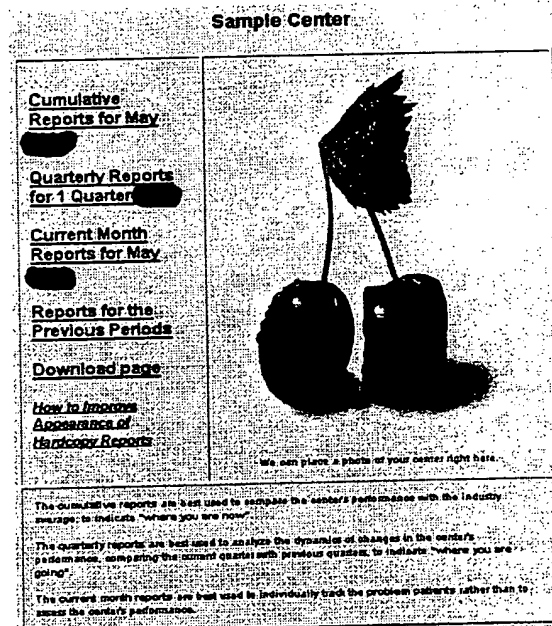 Sample Center
Cumulative
Reports for May
Quarterly Reports
for 1 Quarter
Current Month
Reports for May
Reports for the
Previous Periods
Download page
How to Improve
Appearance of
Hardcopy Reports
We can place a photo of your center right here.
The cumulative reports are best used to compare the center's performance with the industry
average; to indicate "where you are now".
The quarterly reports are best used to analyze the dynamics of changes in the center's
performance, comparing the current quarter with previous quarters, to indicate "where you are
going".
The current month reports are best used to individually track the problem patients rather than to
assess the center's performance.